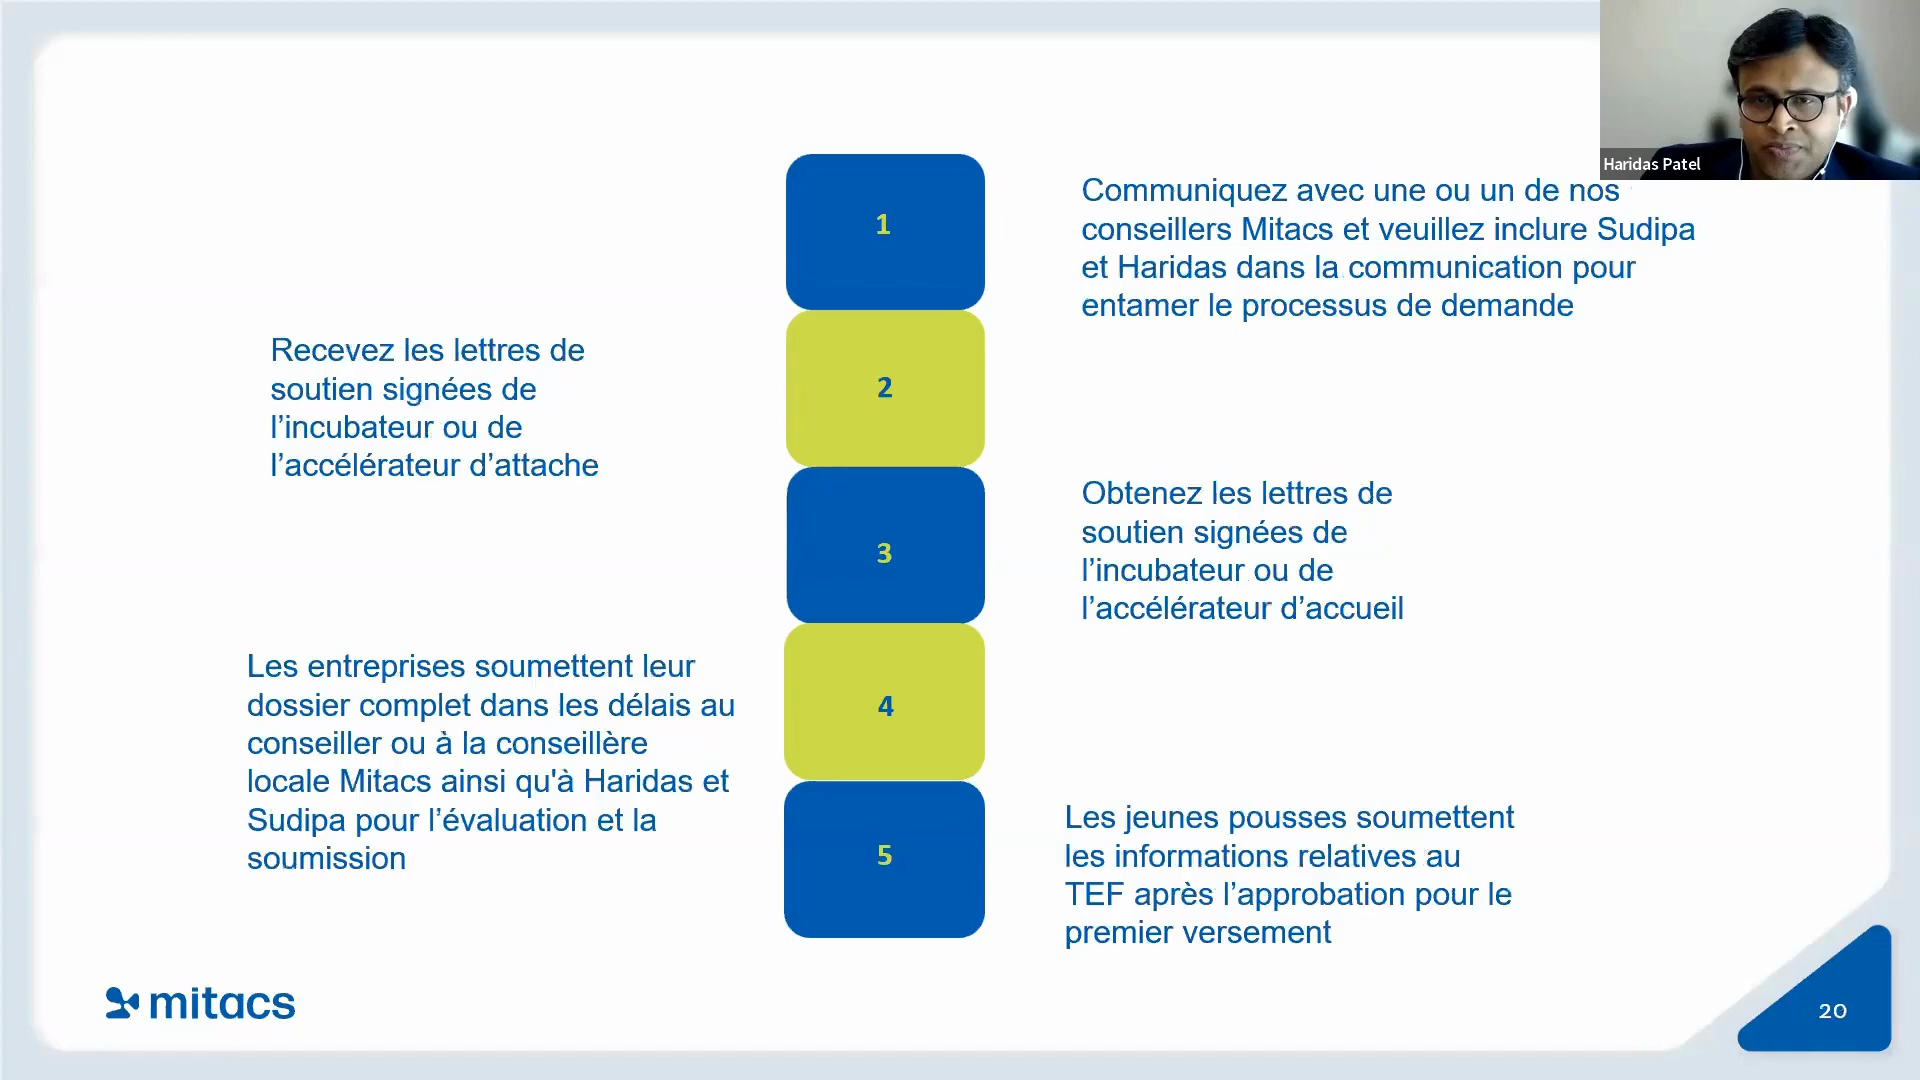 Haridas Patel
1
Communiquez avec une ou un de nos
conseillers Mitacs et veuillez inclure Sudipa
et Haridas dans la communication pour
entamer le processus de demande
2
Recevez les lettres de
soutien signées de
l’incubateur ou de
l’accélérateur d’attache
3
Obtenez les lettres de
soutien signées de
l’incubateur ou de
l’accélérateur d’accueil
4
Les entreprises soumettent leur
dossier complet dans les délais au
conseiller ou à la conseillère
locale Mitacs ainsi qu'à Haridas et
Sudipa pour l’évaluation et la
soumission
5
Les jeunes pousses soumettent
les informations relatives au
TEF après l’approbation pour le
premier versement
mitacs
20